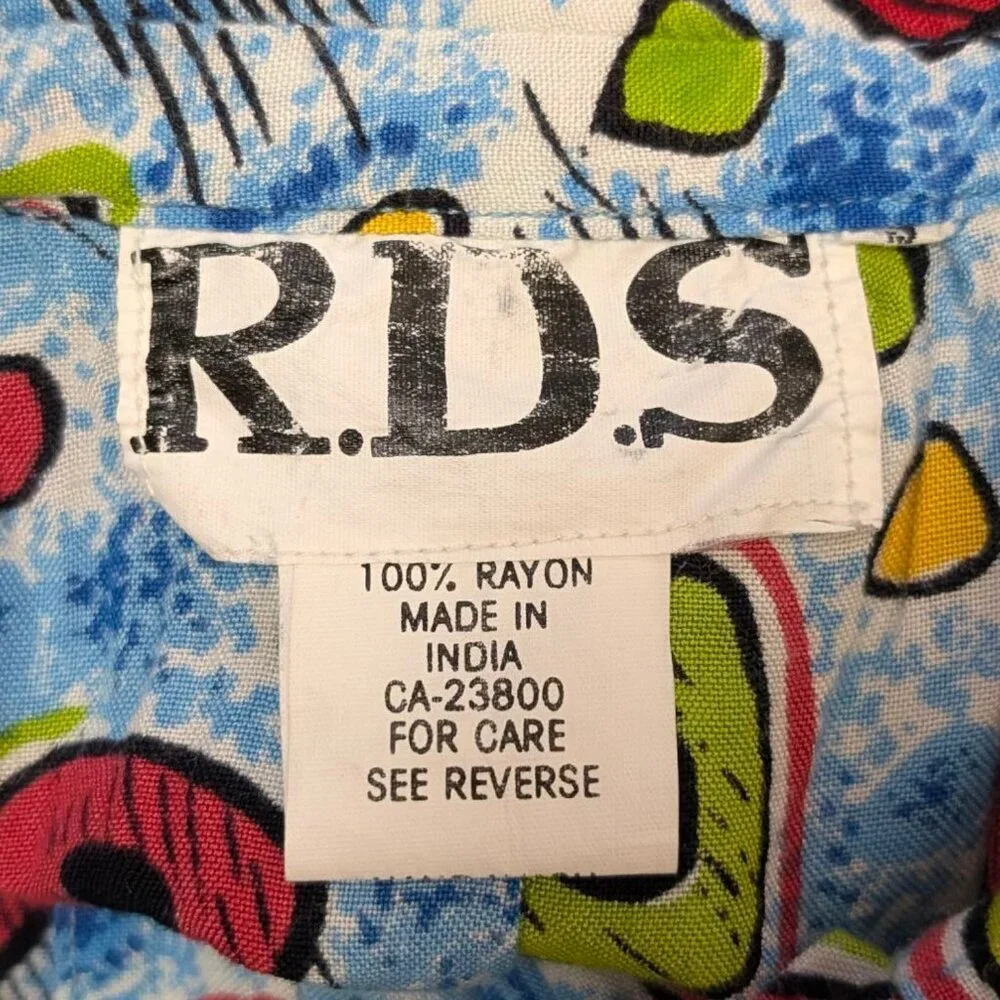 R.D.S
100% RAYON
MADE IN
INDIA
CA-23800
FOR CARE
SEE REVERSE